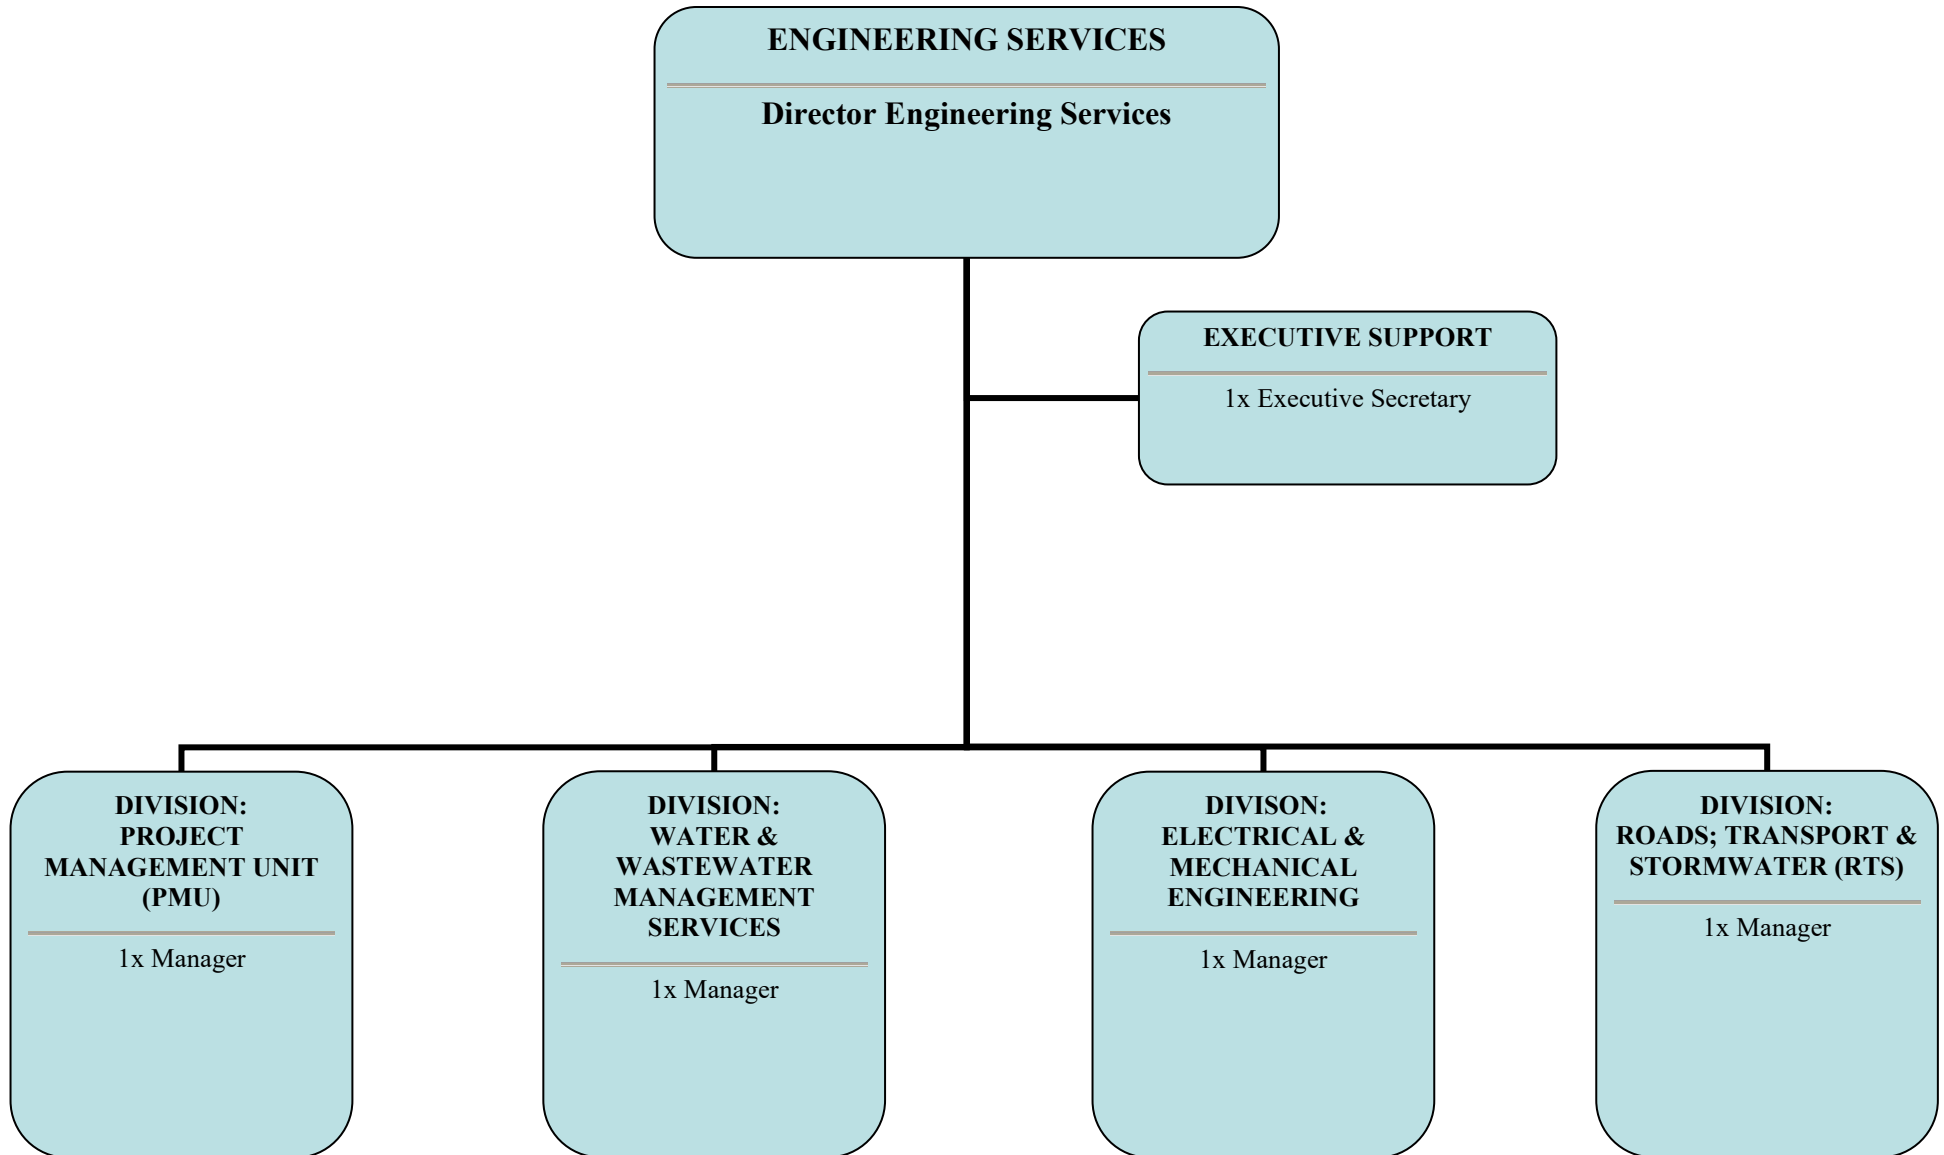 ENGINEERING SERVICES
Director Engineering Services
EXECUTIVE SUPPORT
1x Executive Secretary
DIVISION:
PROJECT
MANAGEMENT UNIT
(PMU)
1x Manager
DIVISION:
WATER &
WASTEWATER
MANAGEMENT
SERVICES
1x Manager
DIVISON:
ELECTRICAL &
MECHANICAL
ENGINEERING
1x Manager
DIVISION:
ROADS; TRANSPORT &
STORMWATER (RTS)
1x Manager